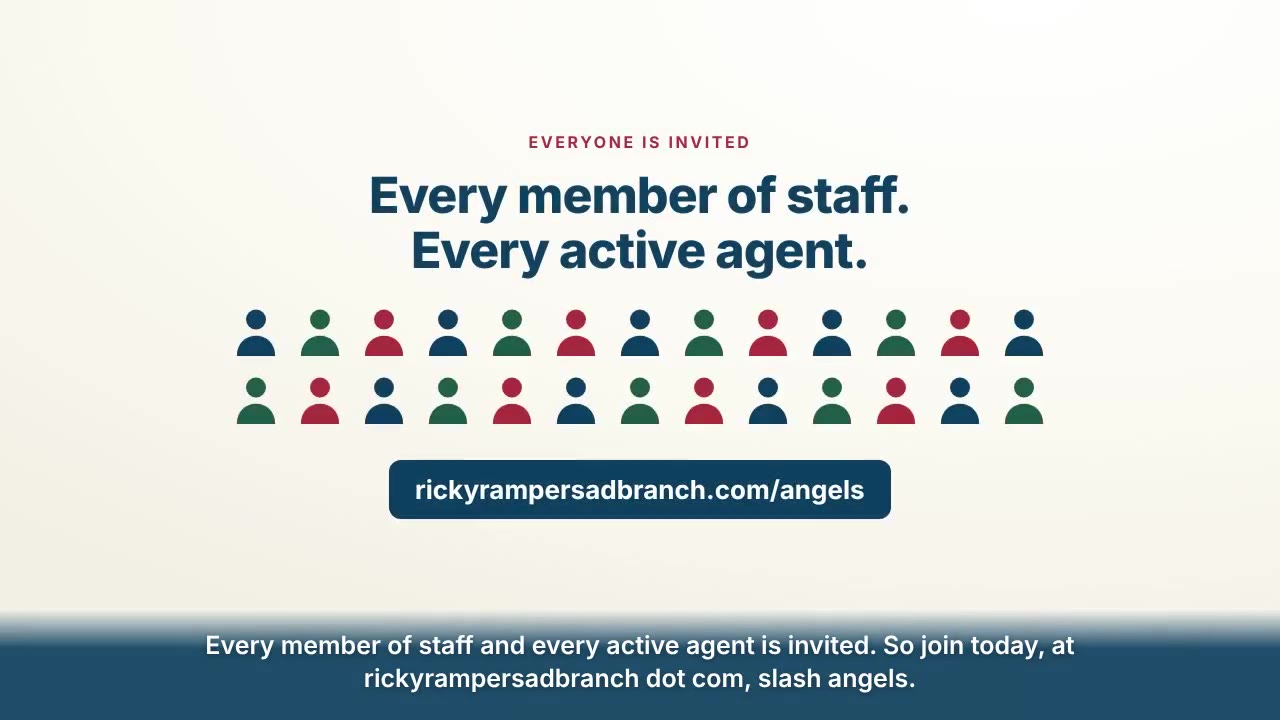 EVERYONE IS INVITED
Every member of staff.
Every active agent.
rickyrampersadbranch.com/angels
Every member of staff and every active agent is invited. So join today, at
rickyrampersadbranch dot com, slash angels.